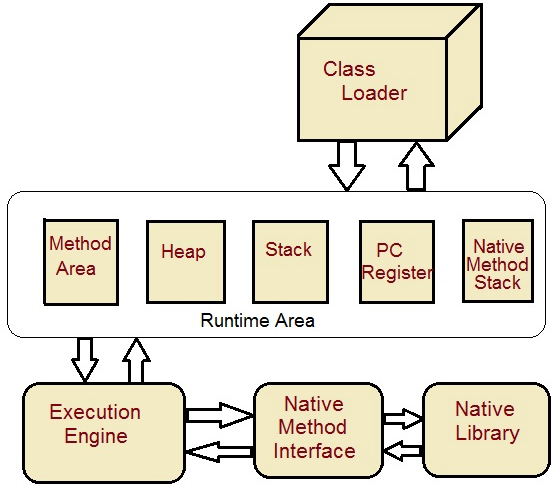 Class
Loader
Method
Area
Heap
Stack
PC
Register
Native
Method
Stack
Runtime Area
Execution
Engine
Native
Method
Interface
Native
Library